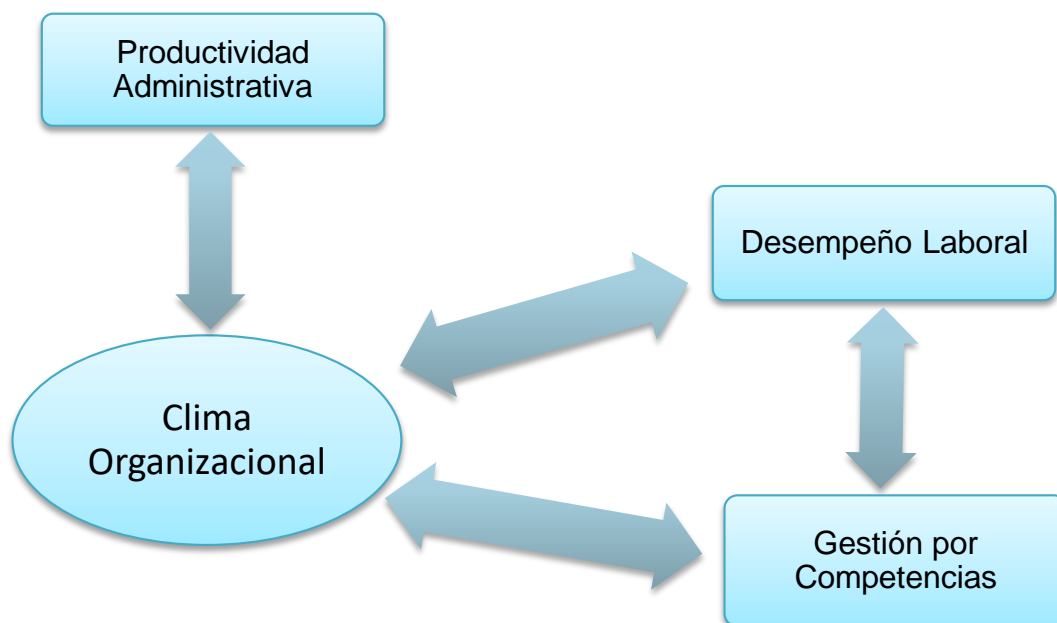 Productividad
Administrativa
Desempeño Laboral
Clima
Organizacional
Gestión por
Competencias